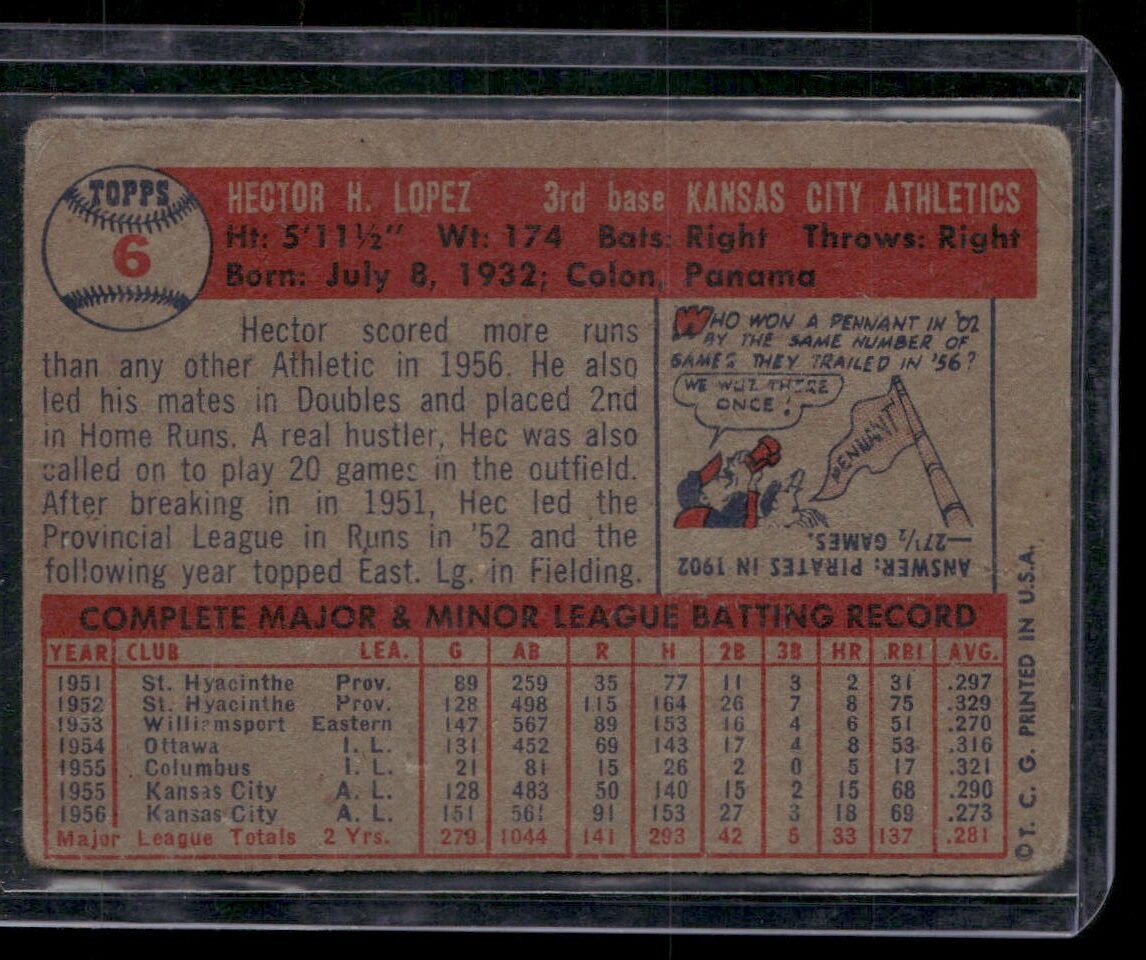 TOPPS
6
HECTOR H. LOPEZ 3rd base KANSAS CITY ATHLETICS
Ht: 5'11½" Wt: 174 Bats: Right Throws: Right
Born: July 8, 1932; Colon, Panama
Hector scored more runs
than any other Athletic in 1956. He also
led his mates in Doubles and placed 2nd
in Home Runs. A real hustler, Hec was also
called on to play 20 games in the outfield.
After breaking in in 1951, Hec led the
Provincial League in Runs in '52 and the
following year topped East. Lg. in Fielding.
WHO WON A PENNANT IN '02
BY THE SAME NUMBER OF
GAMES THEY TRAILED IN '56?
WE WUZ THERE
ONCE!
PENNANT
ANSWER: PIRATES IN 1902
—27½ GAMES.
COMPLETE MAJOR & MINOR LEAGUE BATTING RECORD
YEAR CLUB LEA. G AB R H 2B 3B HR RBI AVG.
1951 St. Hyacinthe Prov. 89 259 35 77 11 3 2 31 .297
1952 St. Hyacinthe Prov. 128 498 115 164 26 7 8 75 .329
1953 Williamsport Eastern 147 567 89 153 16 4 6 51 .270
1954 Ottawa I. L. 131 452 69 143 17 4 8 53 .316
1955 Columbus I. L. 21 81 15 26 2 0 5 17 .321
1955 Kansas City A. L. 128 483 50 140 15 2 15 68 .290
1956 Kansas City A. L. 151 561 91 153 27 3 18 69 .273
Major League Totals 2 Yrs. 279 1044 141 293 42 5 33 137 .281
©T. C. G. PRINTED IN U.S.A.